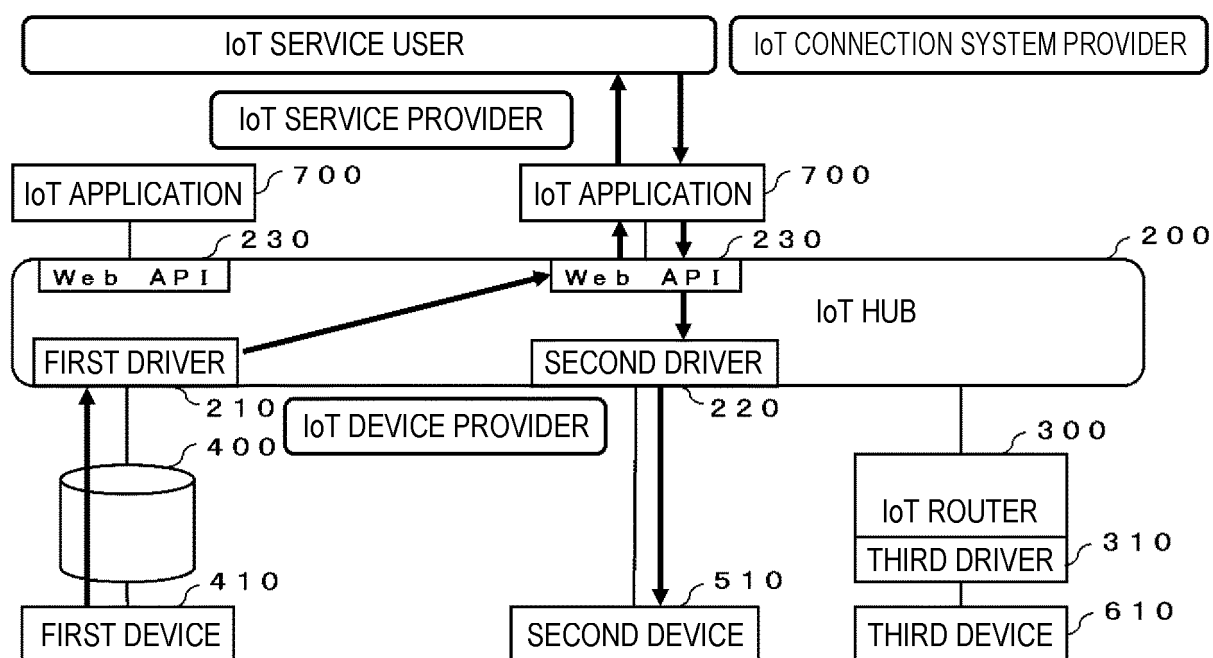 IoT SERVICE USER
IoT CONNECTION SYSTEM PROVIDER
IoT SERVICE PROVIDER
IoT APPLICATION
700
IoT APPLICATION
700
230
230
200
Web API
Web API
IoT HUB
FIRST DRIVER
SECOND DRIVER
210
220
IoT DEVICE PROVIDER
400
300
IoT ROUTER
THIRD DRIVER
310
410
510
610
FIRST DEVICE
SECOND DEVICE
THIRD DEVICE